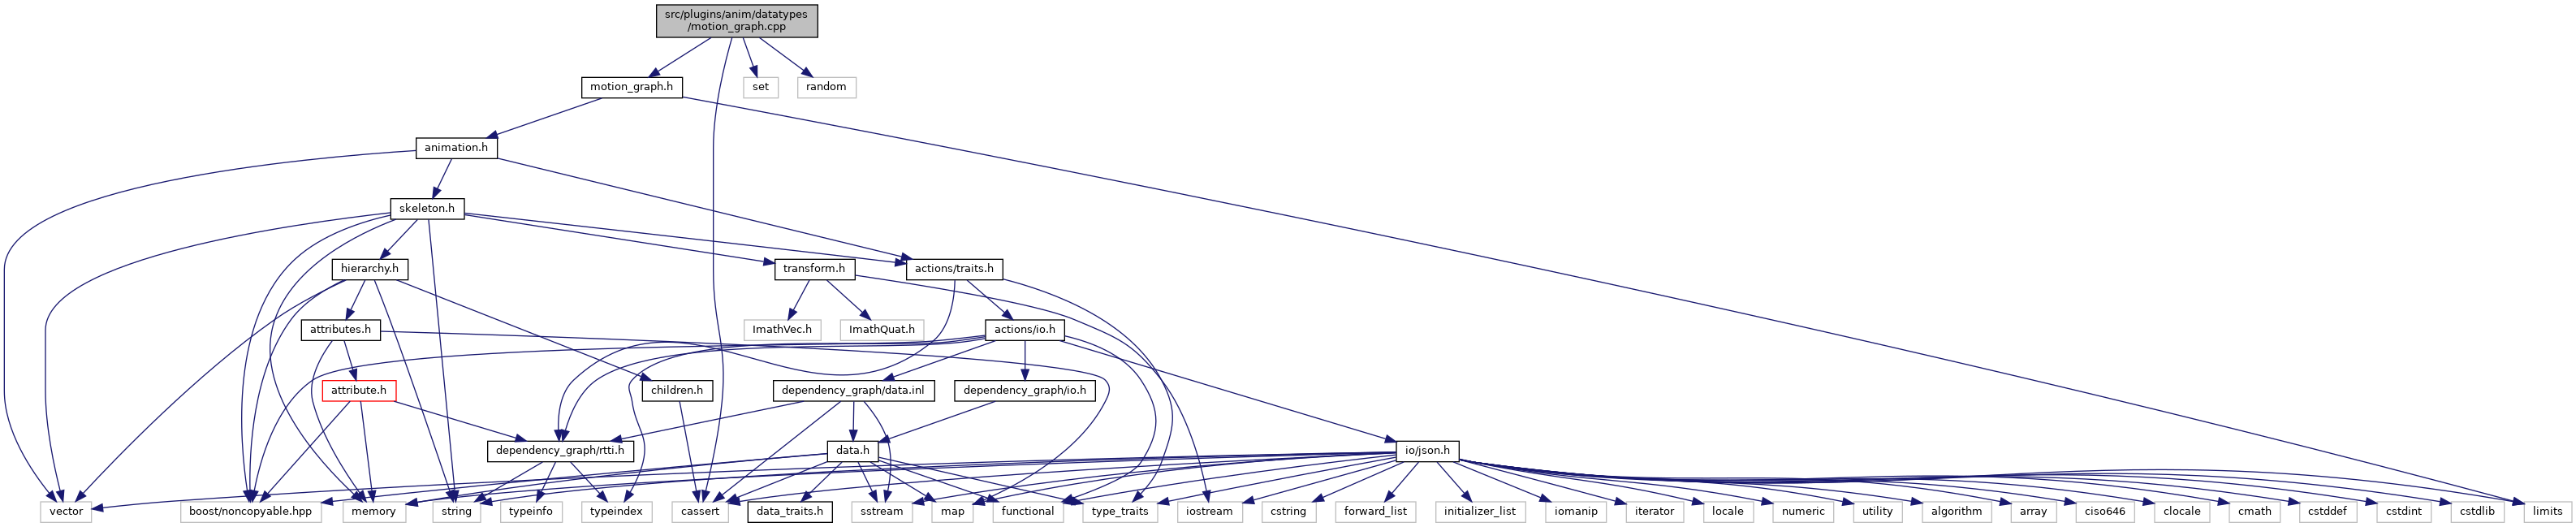 src/plugins/anim/datatypes
/motion_graph.cpp
motion_graph.h
set
random
animation.h
skeleton.h
hierarchy.h
transform.h
actions/traits.h
attributes.h
ImathVec.h
ImathQuat.h
actions/io.h
attribute.h
children.h
dependency_graph/data.inl
dependency_graph/io.h
dependency_graph/rtti.h
data.h
io/json.h
vector
boost/noncopyable.hpp
memory
string
typeinfo
typeindex
cassert
data_traits.h
sstream
map
functional
type_traits
iostream
cstring
forward_list
initializer_list
iomanip
iterator
locale
numeric
utility
algorithm
array
ciso646
clocale
cmath
cstddef
cstdint
cstdlib
limits